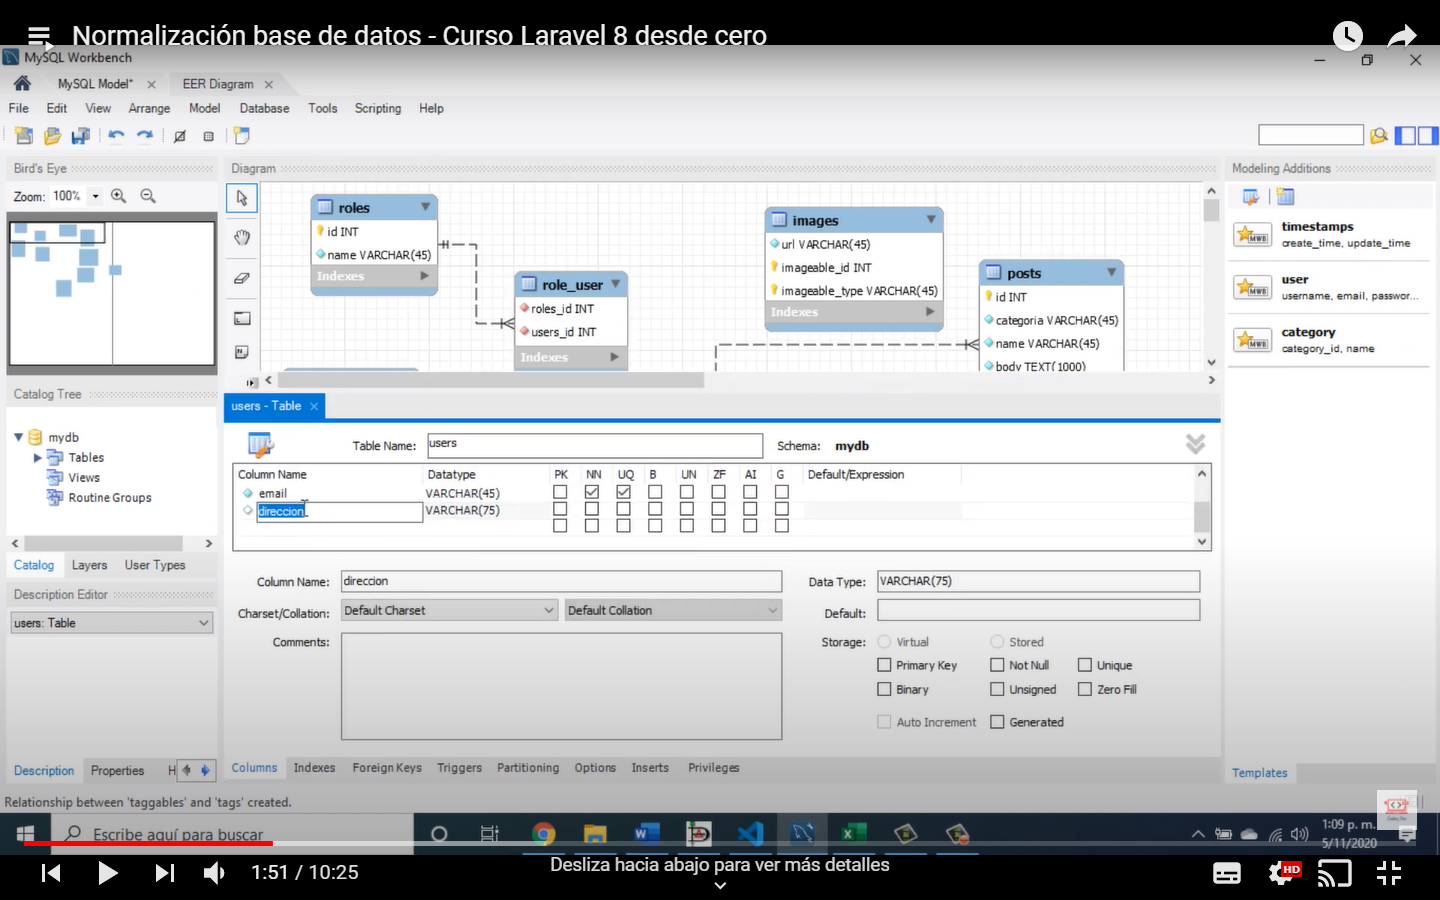 Normalización base de datos - Curso Laravel 8 desde cero
MySQL Workbench
MySQL Model* EER Diagram
File Edit View Arrange Model Database Tools Scripting Help
Bird's Eye
Zoom: 100%
Catalog Tree
mydb
Tables
Views
Routine Groups
Catalog Layers User Types
Description Editor
users: Table
Description Properties H
Diagram
roles
id INT
name VARCHAR(45)
Indexes
role_user
roles_id INT
users_id INT
Indexes
images
url VARCHAR(45)
imageable_id INT
imageable_type VARCHAR(45)
Indexes
posts
id INT
categoria VARCHAR(45)
name VARCHAR(45)
body TEXT(1000)
users - Table
Table Name: users Schema: mydb
Column Name Datatype PK NN UQ B UN ZF AI G Default/Expression
email VARCHAR(45)
direccion VARCHAR(75)
Column Name: direccion Data Type: VARCHAR(75)
Charset/Collation: Default Charset Default Collation Default:
Comments: Storage: Virtual Stored
Primary Key Not Null Unique
Binary Unsigned Zero Fill
Auto Increment Generated
Columns Indexes Foreign Keys Triggers Partitioning Options Inserts Privileges
Modeling Additions
timestamps
create_time, update_time
user
username, email, passwor...
category
category_id, name
Templates
Relationship between 'taggables' and 'tags' created.
Escribe aquí para buscar
1:09 p. m.
5/11/2020
1:51 / 10:25
Desliza hacia abajo para ver más detalles
HD